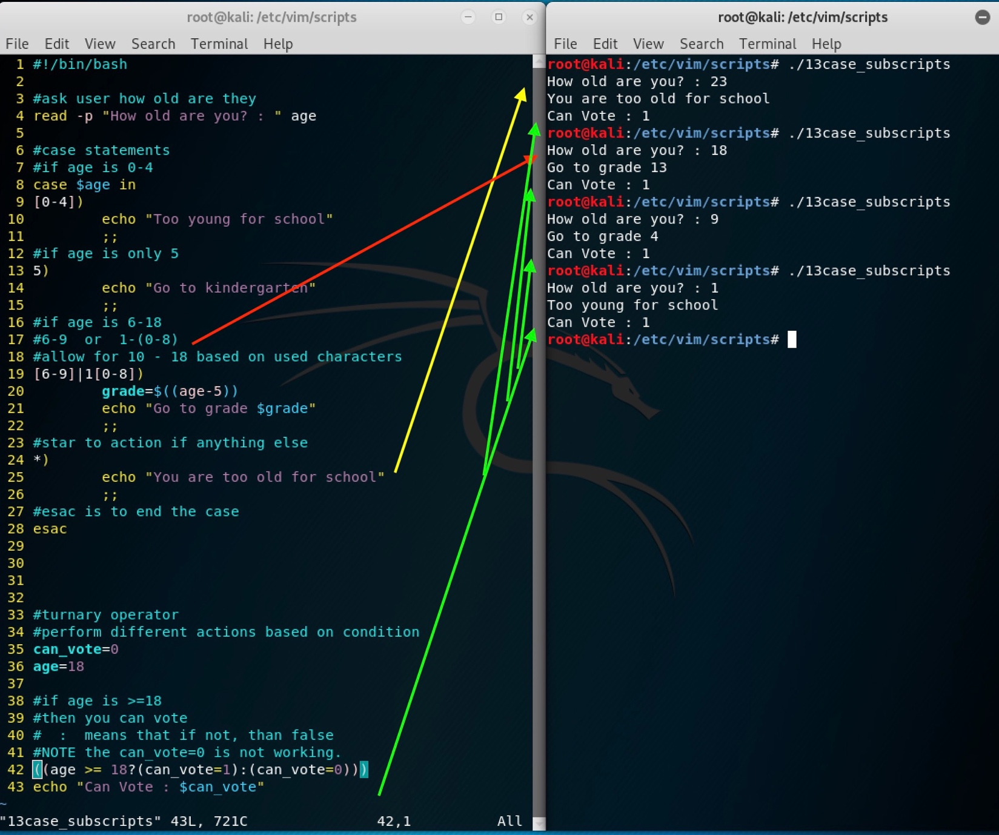 root@kali: /etc/vim/scripts
File Edit View Search Terminal Help
1 #!/bin/bash
2
3 #ask user how old are they
4 read -p "How old are you? : " age
5
6 #case statements
7 #if age is 0-4
8 case $age in
9 [0-4])
10         echo "Too young for school"
11         ;;
12 #if age is only 5
13 5)
14         echo "Go to kindergarten"
15         ;;
16 #if age is 6-18
17 #6-9  or  1-(0-8)
18 #allow for 10 - 18 based on used characters
19 [6-9]|1[0-8])
20         grade=$((age-5))
21         echo "Go to grade $grade"
22         ;;
23 #star to action if anything else
24 *)
25         echo "You are too old for school"
26         ;;
27 #esac is to end the case
28 esac
29
30
31
32
33 #turnary operator
34 #perform different actions based on condition
35 can_vote=0
36 age=18
37
38 #if age is >=18
39 #then you can vote
40 #  :  means that if not, than false
41 #NOTE the can_vote=0 is not working.
42 ((age >= 18?(can_vote=1):(can_vote=0)))
43 echo "Can Vote : $can_vote"
~
"13case_subscripts" 43L, 721C 42,1 All
root@kali: /etc/vim/scripts
File Edit View Search Terminal Help
root@kali:/etc/vim/scripts# ./13case_subscripts
How old are you? : 23
You are too old for school
Can Vote : 1
root@kali:/etc/vim/scripts# ./13case_subscripts
How old are you? : 18
Go to grade 13
Can Vote : 1
root@kali:/etc/vim/scripts# ./13case_subscripts
How old are you? : 9
Go to grade 4
Can Vote : 1
root@kali:/etc/vim/scripts# ./13case_subscripts
How old are you? : 1
Too young for school
Can Vote : 1
root@kali:/etc/vim/scripts#